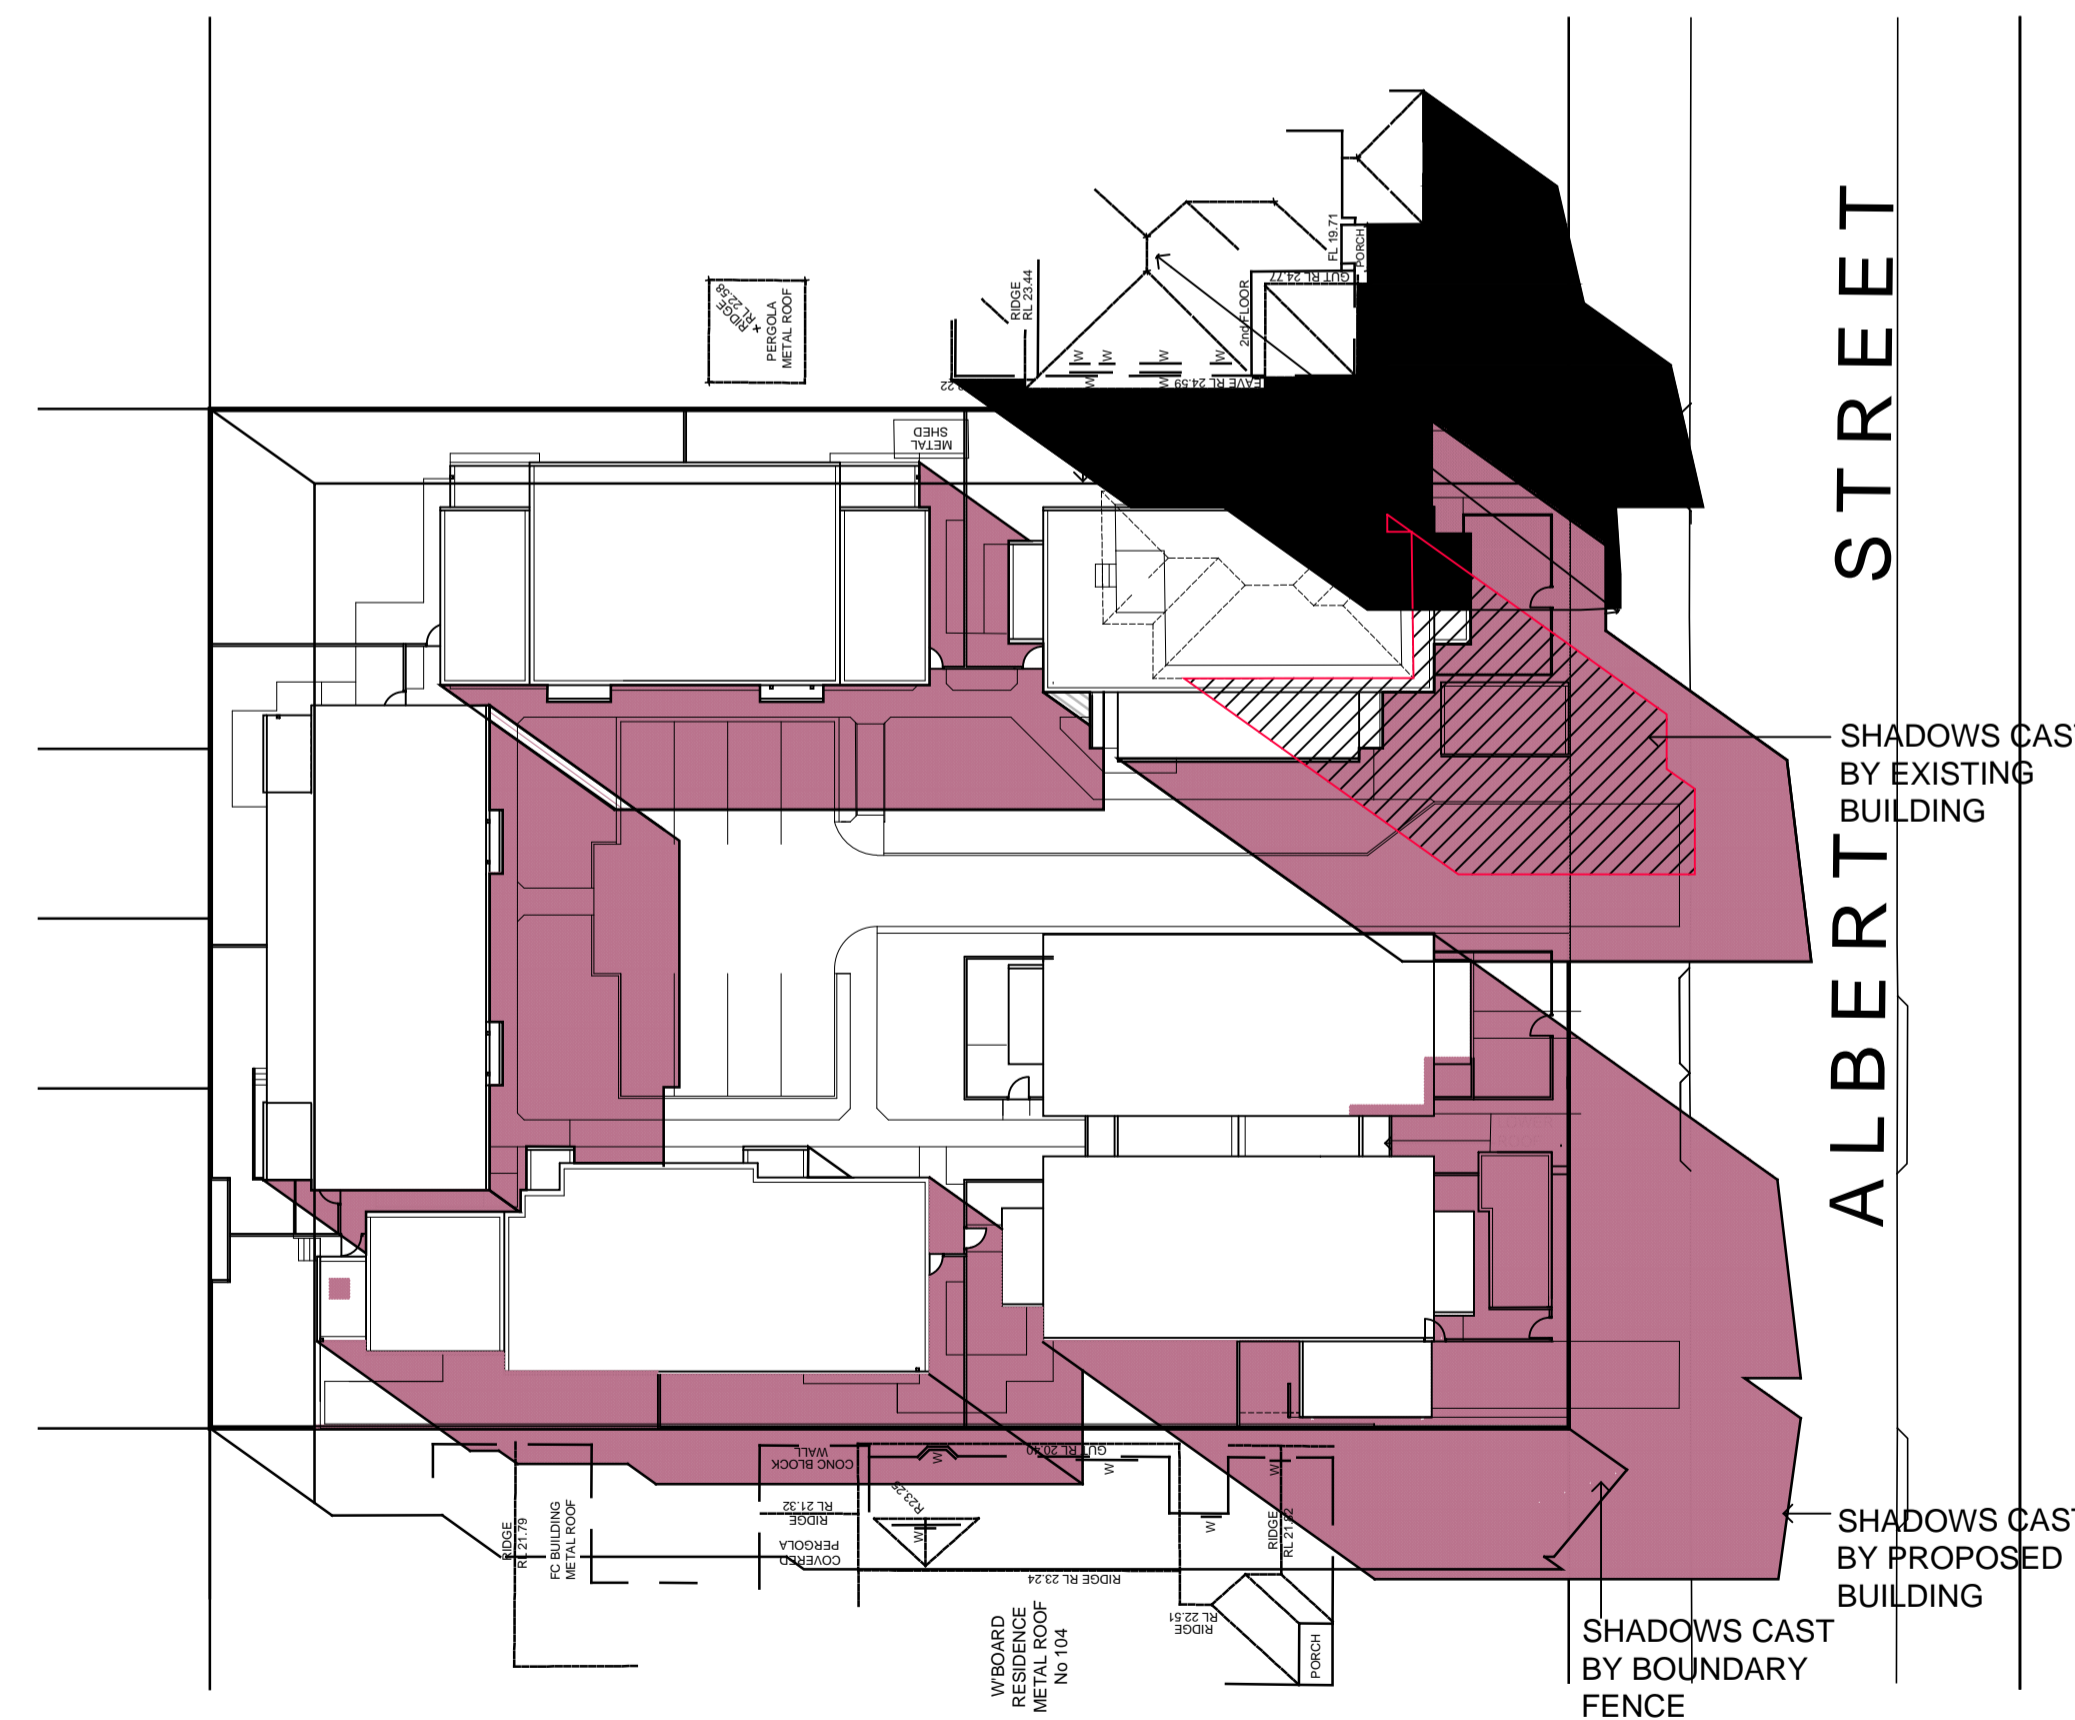 FL 19.71
PORCH
GUT RL 24.77
2nd FLOOR
RIDGE
RL 23.44
RIDGE
RL 22.58
PERGOLA
METAL ROOF
W
W
W
W
W
W
EAVE RL 24.59
METAL
SHED
ALBERT STREET
SHADOWS CAST
BY EXISTING
BUILDING
CONC BLOCK
WALL
GUT RL 20.40
W
W
W
W
W
R23.25
RIDGE
RL 21.32
COVERED
PERGOLA
RIDGE
RL 21.79
FC BUILDING
METAL ROOF
RIDGE
RIDGE RL 23.24
RIDGE
RL 22.51
W'BOARD
RESIDENCE
METAL ROOF
No 104
PORCH
SHADOWS CAST
BY PROPOSED
BUILDING
SHADOWS CAST
BY BOUNDARY
FENCE